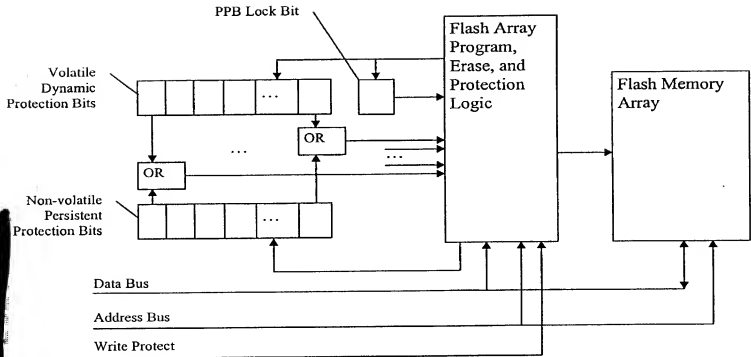 PPB Lock Bit
Flash Array
Program,
Erase, and
Protection
Logic
Volatile
Dynamic
Protection Bits
...
Flash Memory
Array
OR
...
...
OR
Non-volatile
Persistent
Protection Bits
...
Data Bus
Address Bus
Write Protect